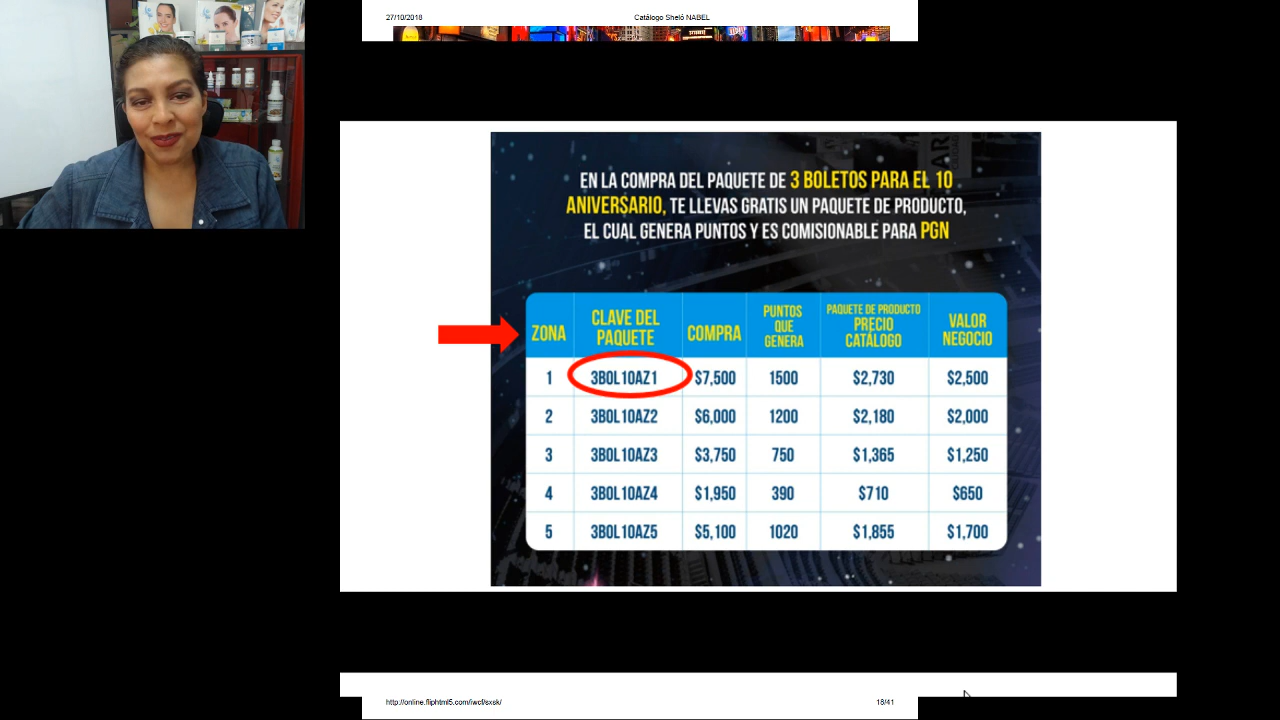 27/10/2018
Catálogo Sheló NABEL
EN LA COMPRA DEL PAQUETE DE 3 BOLETOS PARA EL 10
ANIVERSARIO, TE LLEVAS GRATIS UN PAQUETE DE PRODUCTO,
EL CUAL GENERA PUNTOS Y ES COMISIONABLE PARA PGN
ZONA CLAVE DEL PAQUETE COMPRA PUNTOS QUE GENERA PAQUETE DE PRODUCTO PRECIO CATÁLOGO VALOR NEGOCIO
1 3BOL10AZ1 $7,500 1500 $2,730 $2,500
2 3BOL10AZ2 $6,000 1200 $2,180 $2,000
3 3BOL10AZ3 $3,750 750 $1,365 $1,250
4 3BOL10AZ4 $1,950 390 $710 $650
5 3BOL10AZ5 $5,100 1020 $1,855 $1,700
http://online.fliphtml5.com/iwcf/sxsk/
18/41